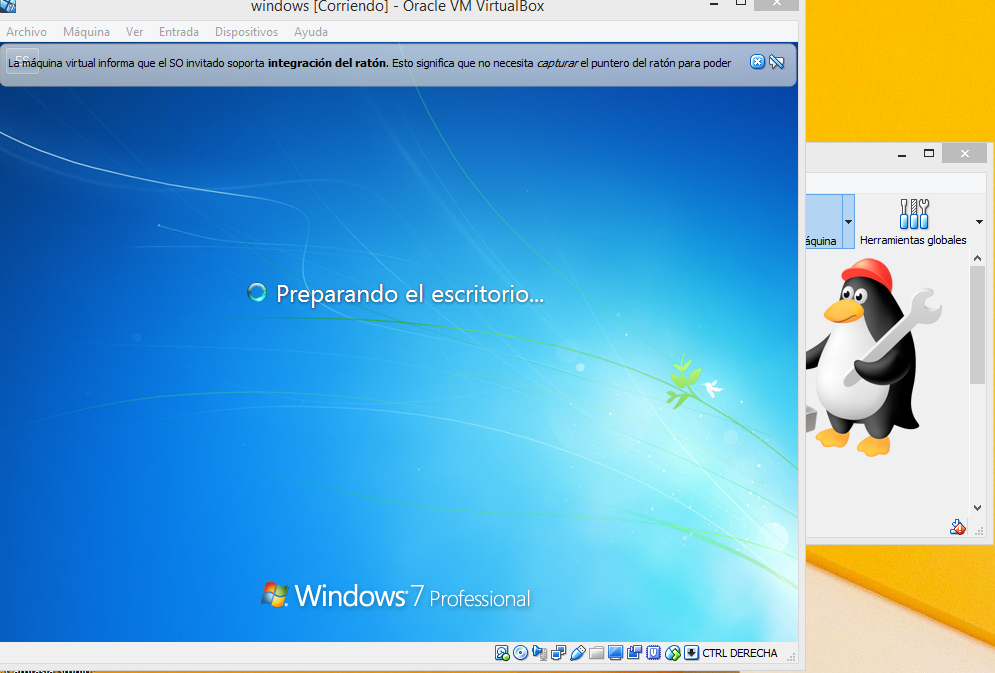 windows [Corriendo] - Oracle VM VirtualBox
Archivo Máquina Ver Entrada Dispositivos Ayuda
La máquina virtual informa que el SO invitado soporta integración del ratón. Esto significa que no necesita capturar el puntero del ratón para poder
áquina Herramientas globales
Preparando el escritorio...
Windows 7 Professional
CTRL DERECHA